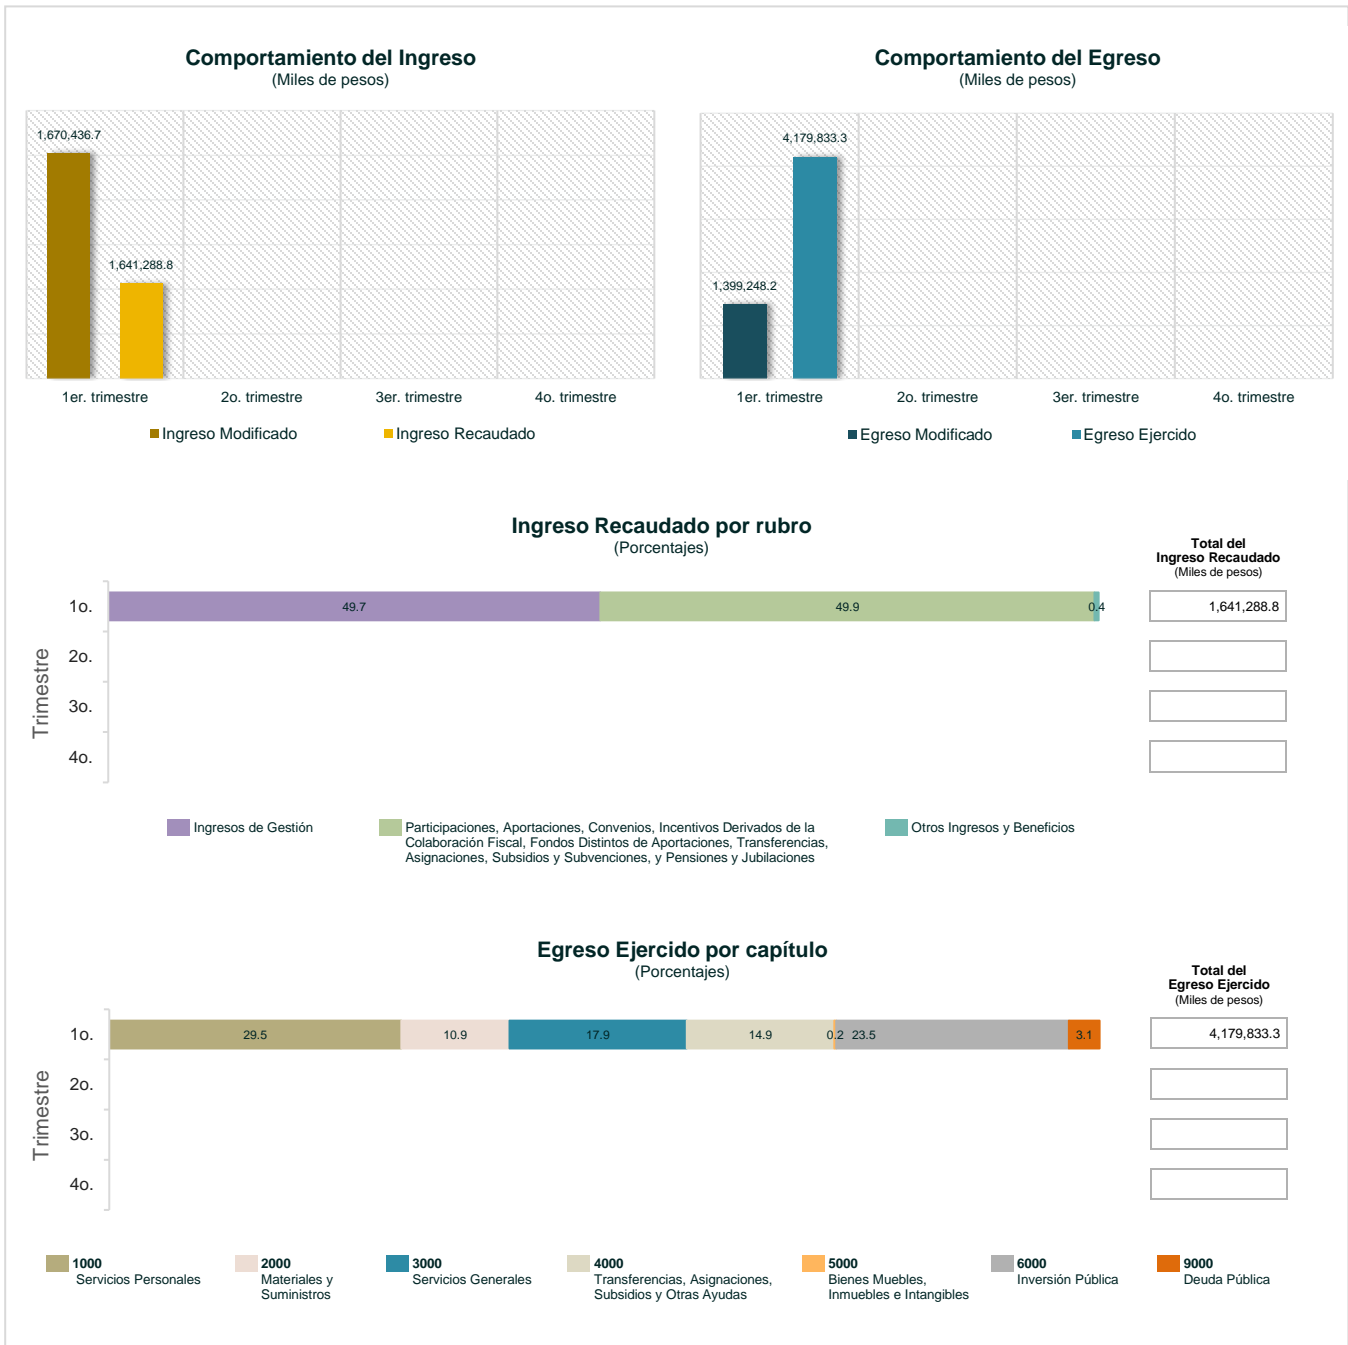 Comportamiento del Ingreso
(Miles de pesos)
1,670,436.7
1,641,288.8
1er. trimestre
2o. trimestre
3er. trimestre
4o. trimestre
Ingreso Modificado
Ingreso Recaudado
Comportamiento del Egreso
(Miles de pesos)
4,179,833.3
1,399,248.2
1er. trimestre
2o. trimestre
3er. trimestre
4o. trimestre
Egreso Modificado
Egreso Ejercido
Ingreso Recaudado por rubro
(Porcentajes)
Total del
Ingreso Recaudado
(Miles de pesos)
Trimestre
1o.
49.7
49.9
0.4
1,641,288.8
2o.
3o.
4o.
Ingresos de Gestión
Participaciones, Aportaciones, Convenios, Incentivos Derivados de la
Colaboración Fiscal, Fondos Distintos de Aportaciones, Transferencias,
Asignaciones, Subsidios y Subvenciones, y Pensiones y Jubilaciones
Otros Ingresos y Beneficios
Egreso Ejercido por capítulo
(Porcentajes)
Total del
Egreso Ejercido
(Miles de pesos)
Trimestre
1o.
29.5
10.9
17.9
14.9
0.2
23.5
3.1
4,179,833.3
2o.
3o.
4o.
1000
Servicios Personales
2000
Materiales y
Suministros
3000
Servicios Generales
4000
Transferencias, Asignaciones,
Subsidios y Otras Ayudas
5000
Bienes Muebles,
Inmuebles e Intangibles
6000
Inversión Pública
9000
Deuda Pública